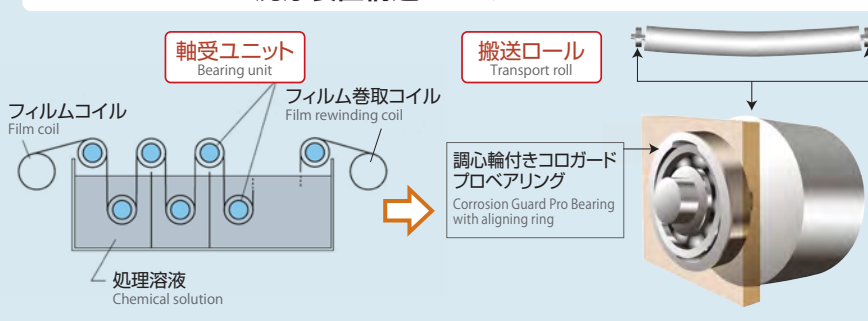 軸受ユニット
Bearing unit
搬送ロール
Transport roll
フィルムコイル
Film coil
フィルム巻取コイル
Film rewinding coil
調心輪付きコロガード
プロベアリング
Corrosion Guard Pro Bearing
with aligning ring
処理溶液
Chemical solution